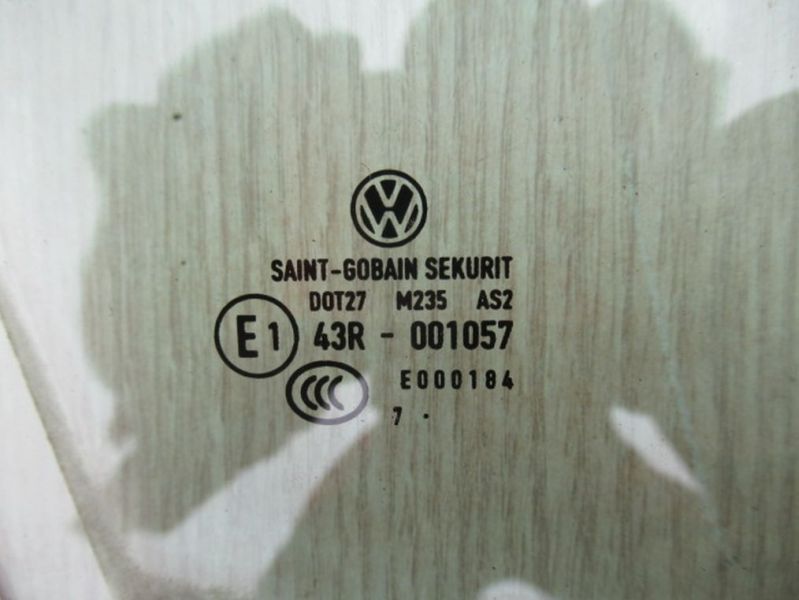 VW
SAINT-GOBAIN SEKURIT
DOT27 M235 AS2
E1 43R - 001057
CCC E000184
7 .